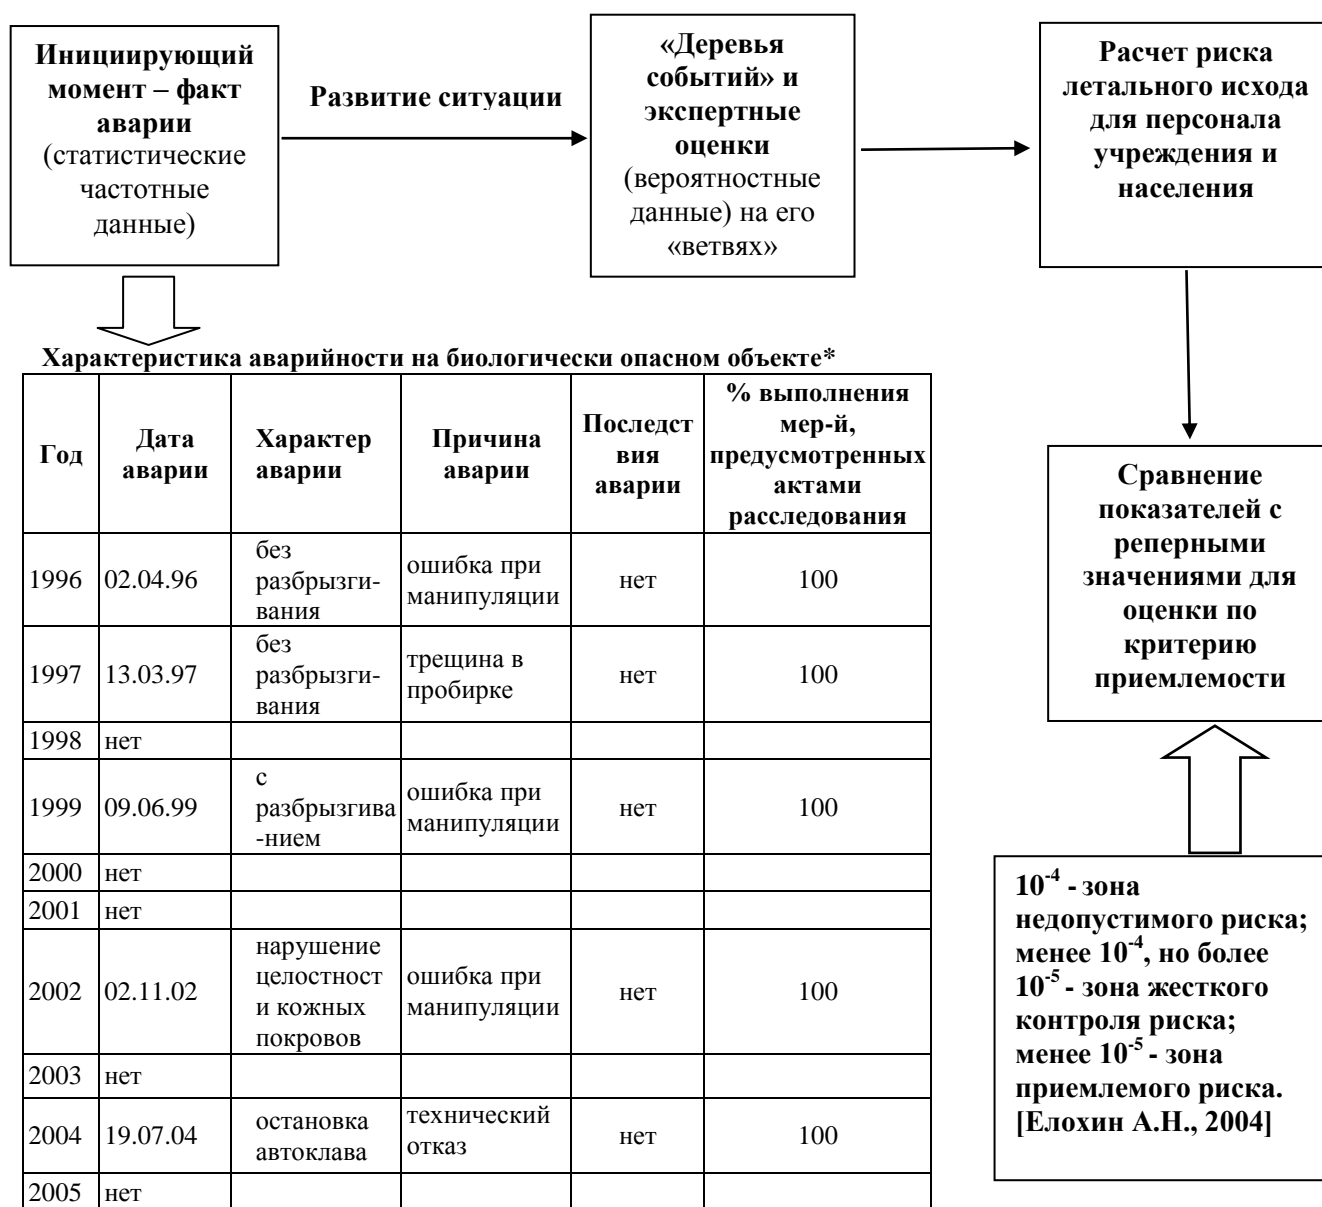 Инициирующий
момент – факт
аварии
(статистические
частотные
данные)
Развитие ситуации
«Деревья
событий» и
экспертные
оценки
(вероятностные
данные) на его
«ветвях»
Расчет риска
летального исхода
для персонала
учреждения и
населения
Характеристика аварийности на биологически опасном объекте*
Год
Дата
аварии
Характер
аварии
Причина
аварии
Последст
вия
аварии
% выполнения
мер-й,
предусмотренных
актами
расследования
1996
02.04.96
без
разбрызги-
вания
ошибка при
манипуляции
нет
100
1997
13.03.97
без
разбрызги-
вания
трещина в
пробирке
нет
100
1998
нет
1999
09.06.99
с
разбрызгива
-нием
ошибка при
манипуляции
нет
100
2000
нет
2001
нет
2002
02.11.02
нарушение
целостност
и кожных
покровов
ошибка при
манипуляции
нет
100
2003
нет
2004
19.07.04
остановка
автоклава
технический
отказ
нет
100
2005
нет
Сравнение
показателей с
реперными
значениями для
оценки по
критерию
приемлемости
10⁻⁴ - зона
недопустимого риска;
менее 10⁻⁴, но более
10⁻⁵ - зона жесткого
контроля риска;
менее 10⁻⁵ - зона
приемлемого риска.
[Елохин А.Н., 2004]